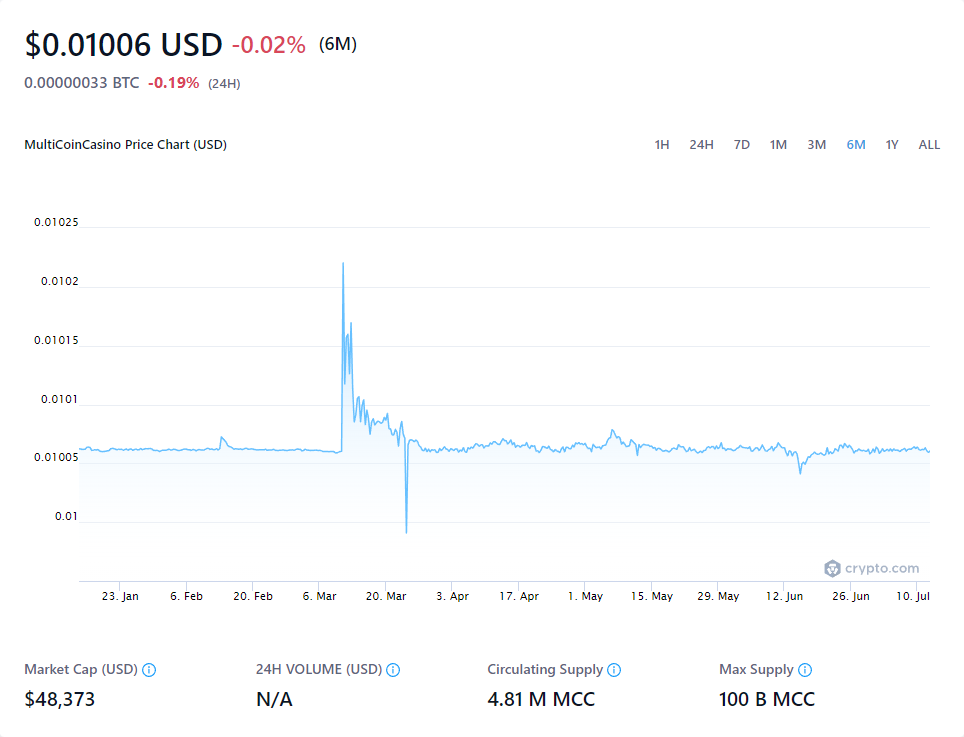 $0.01006 USD -0.02% (6M)
0.00000033 BTC -0.19% (24H)
MultiCoinCasino Price Chart (USD) 1H 24H 7D 1M 3M 6M 1Y ALL
0.01025
0.0102
0.01015
0.0101
0.01005
0.01
crypto.com
23. Jan 6. Feb 20. Feb 6. Mar 20. Mar 3. Apr 17. Apr 1. May 15. May 29. May 12. Jun 26. Jun 10. Jul
Market Cap (USD) 24H VOLUME (USD) Circulating Supply Max Supply
$48,373 N/A 4.81 M MCC 100 B MCC